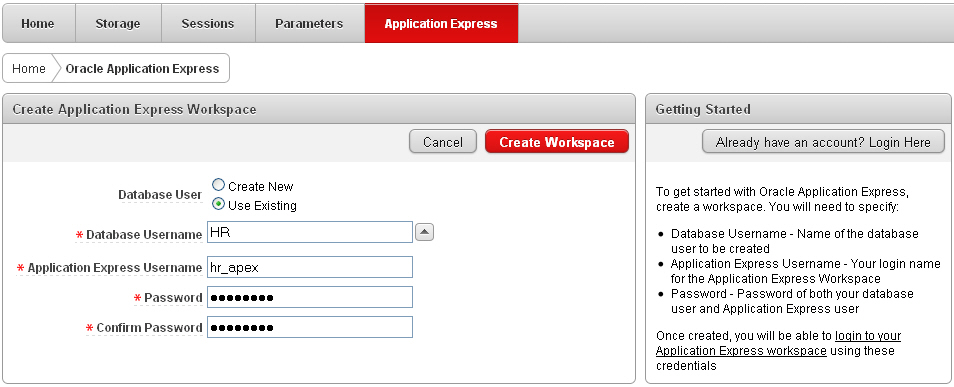 Home Storage Sessions Parameters Application Express
Home Oracle Application Express
Create Application Express Workspace
Cancel Create Workspace
Database User
Create New
Use Existing
* Database Username HR
* Application Express Username hr_apex
* Password ••••••••
* Confirm Password ••••••••
Getting Started
Already have an account? Login Here
To get started with Oracle Application Express,
create a workspace. You will need to specify:
• Database Username - Name of the database
user to be created
• Application Express Username - Your login name
for the Application Express Workspace
• Password - Password of both your database
user and Application Express user
Once created, you will be able to login to your
Application Express workspace using these
credentials